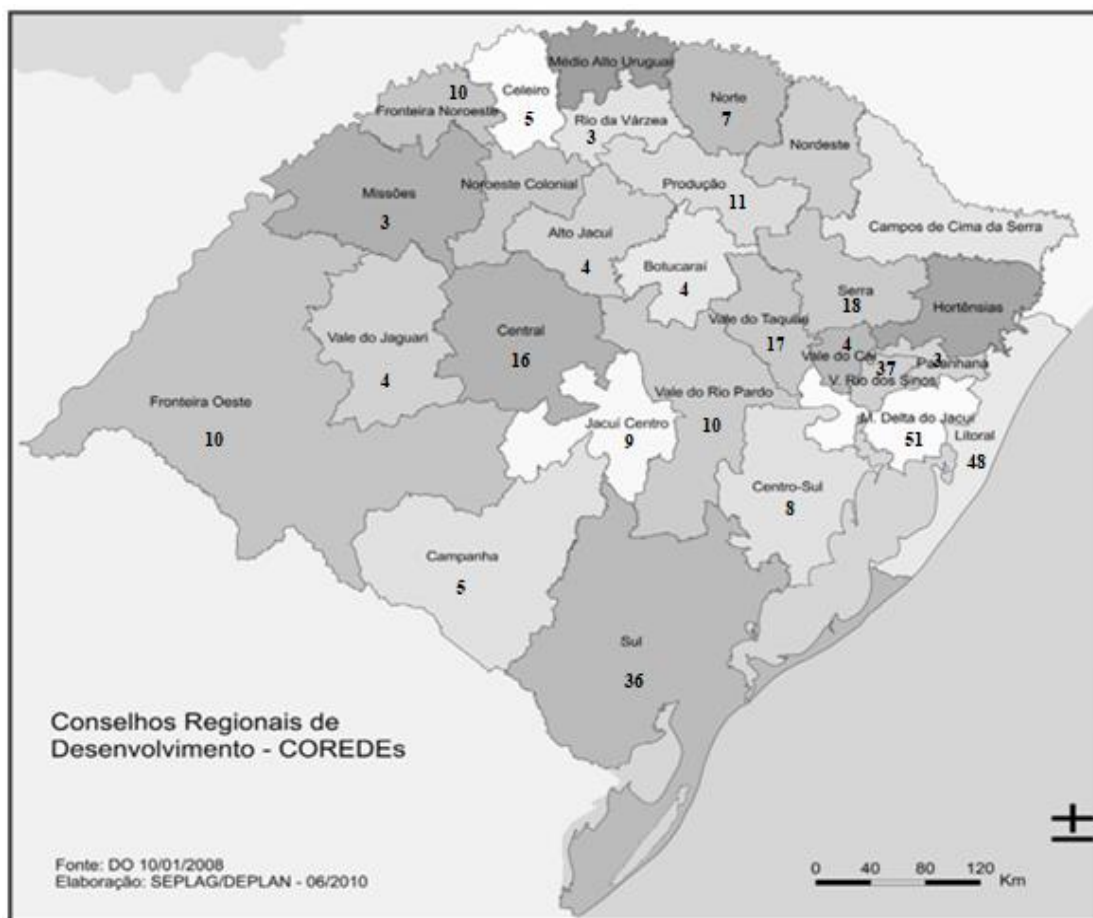 Médio Alto Uruguai
10
Celeiro
5
Fronteira Noroeste
Norte
7
Rio da Várzea
3
Nordeste
Missões
3
Noroeste Colonial
Produção
11
Campos de Cima da Serra
Alto Jacuí
4
Botucaraí
4
Serra
18
Hortênsias
Vale do Jaguari
4
Central
16
Vale do Taquari
17
4
Vale do Caí
37
3
Paranhana
V. Rio dos Sinos
Fronteira Oeste
10
Vale do Rio Pardo
10
Jacuí Centro
9
M. Delta do Jacuí
51
Litoral
48
Centro-Sul
8
Campanha
5
Sul
36
Conselhos Regionais de
Desenvolvimento - COREDEs
Fonte: DO 10/01/2008
Elaboração: SEPLAG/DEPLAN - 06/2010
0 40 80 120 Km